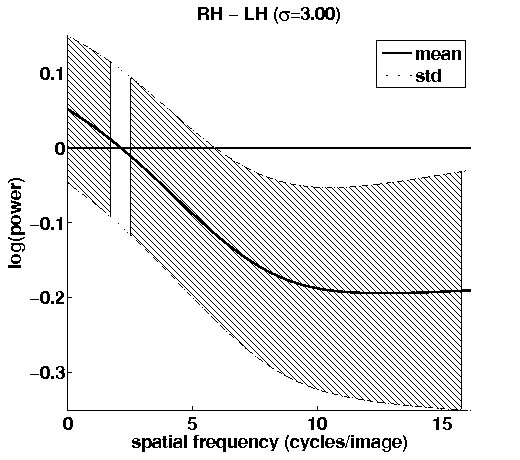 RH − LH (σ=3.00)
mean
std
0.1
0
−0.1
−0.2
−0.3
log(power)
0
5
10
15
spatial frequency (cycles/image)